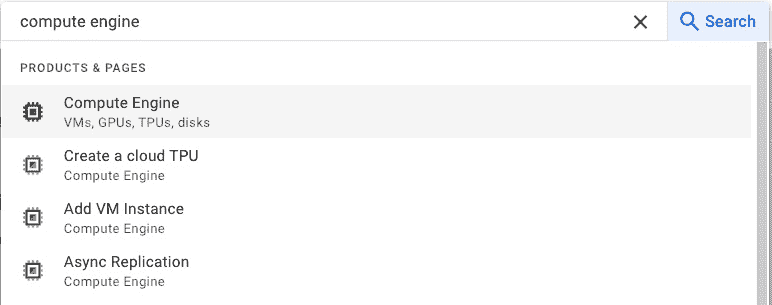 compute engine
Search
PRODUCTS & PAGES
Compute Engine
VMs, GPUs, TPUs, disks
Create a cloud TPU
Compute Engine
Add VM Instance
Compute Engine
Async Replication
Compute Engine